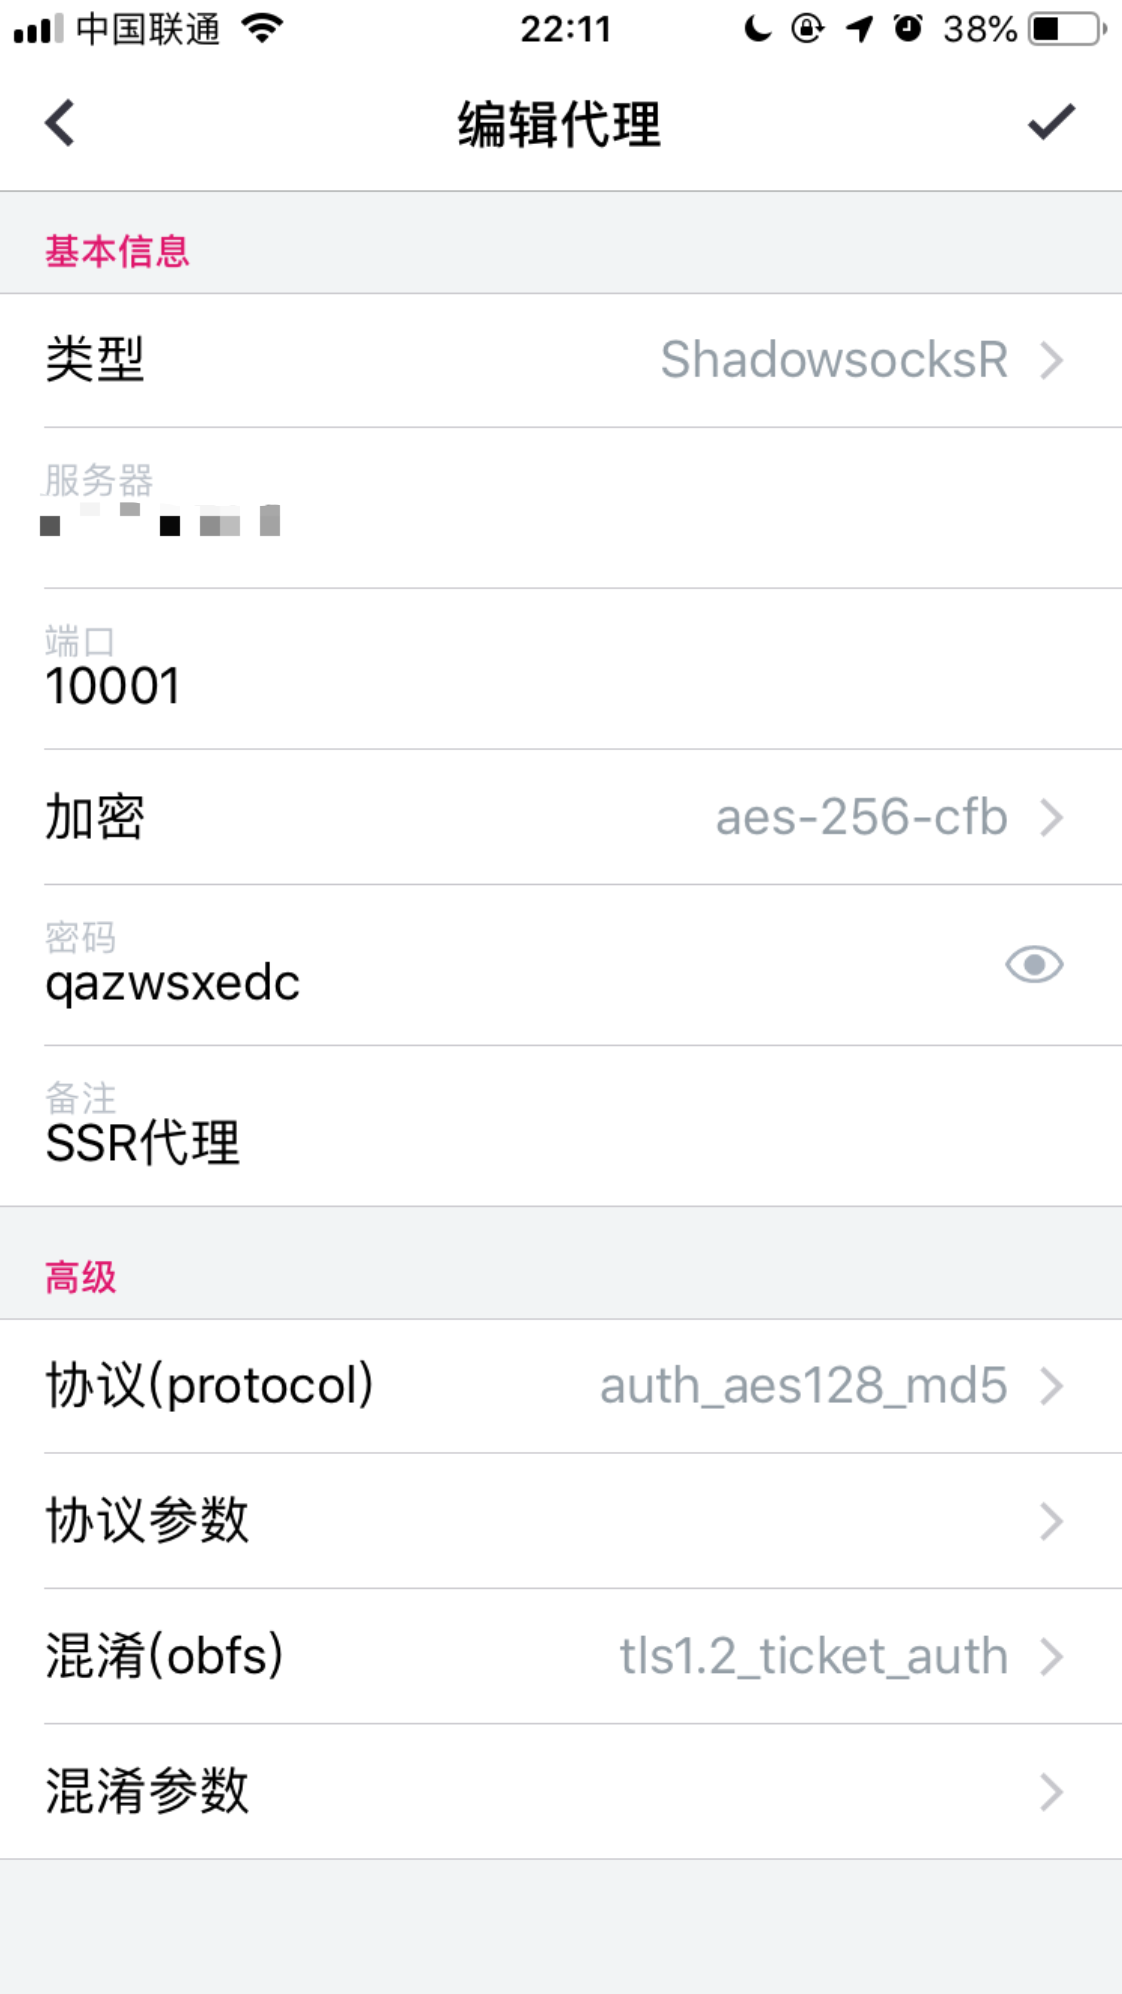 中国联通 22:11 38%
编辑代理
基本信息
类型 ShadowsocksR
服务器
端口
10001
加密 aes-256-cfb
密码
qazwsxedc
备注
SSR代理
高级
协议(protocol) auth_aes128_md5
协议参数
混淆(obfs) tls1.2_ticket_auth
混淆参数